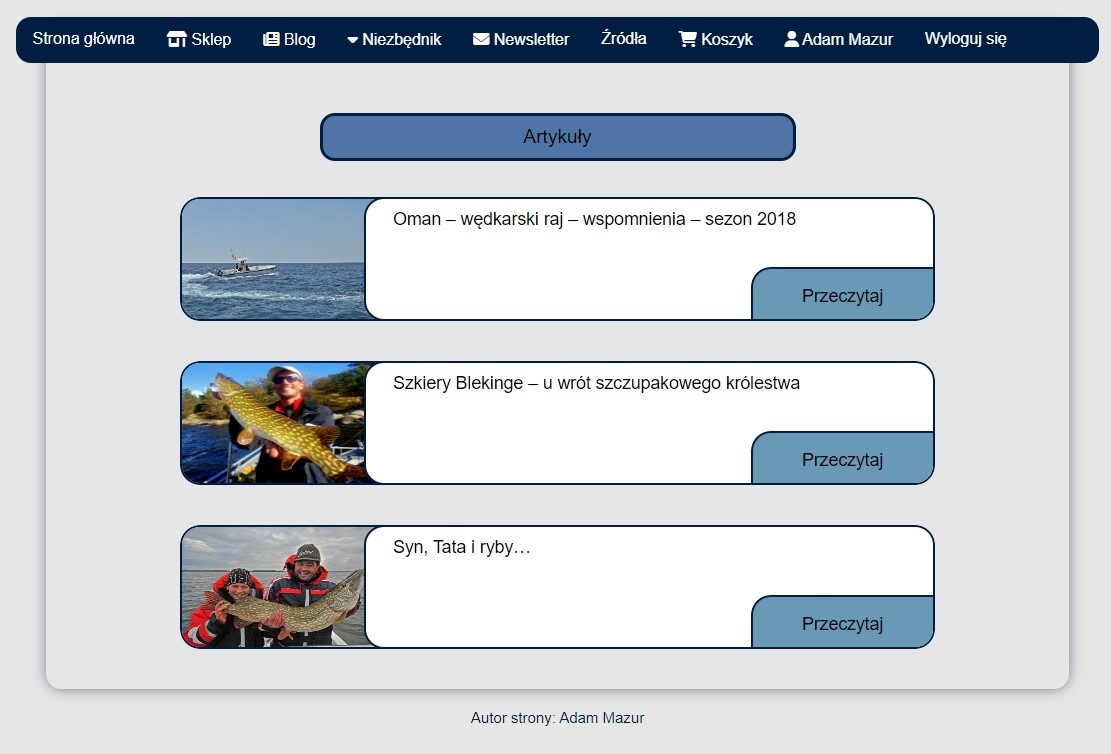 Strona główna Sklep Blog Niezbędnik Newsletter Źródła Koszyk Adam Mazur Wyloguj się
Artykuły
Oman – wędkarski raj – wspomnienia – sezon 2018
Przeczytaj
Szkiery Blekinge – u wrót szczupakowego królestwa
Przeczytaj
Syn, Tata i ryby…
Przeczytaj
Autor strony: Adam Mazur